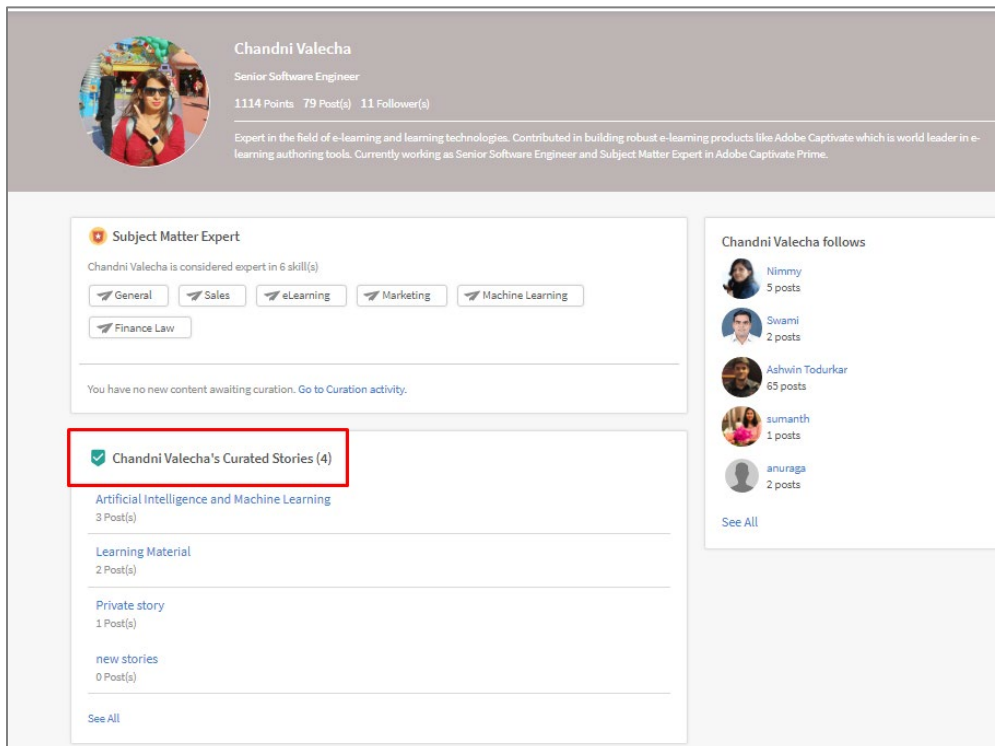 Chandni Valecha
Senior Software Engineer
1114 Points 79 Post(s) 11 Follower(s)
Expert in the field of e-learning and learning technologies. Contributed in building robust e-learning products like Adobe Captivate which is world leader in e-
learning authoring tools. Currently working as Senior Software Engineer and Subject Matter Expert in Adobe Captivate Prime.
Subject Matter Expert
Chandni Valecha is considered expert in 6 skill(s)
General Sales eLearning Marketing Machine Learning
Finance Law
You have no new content awaiting curation. Go to Curation activity.
Chandni Valecha's Curated Stories (4)
Artificial Intelligence and Machine Learning
3 Post(s)
Learning Material
2 Post(s)
Private story
1 Post(s)
new stories
0 Post(s)
See All
Chandni Valecha follows
Nimmy
5 posts
Swami
2 posts
Ashwin Todurkar
65 posts
sumanth
1 posts
anuraga
2 posts
See All